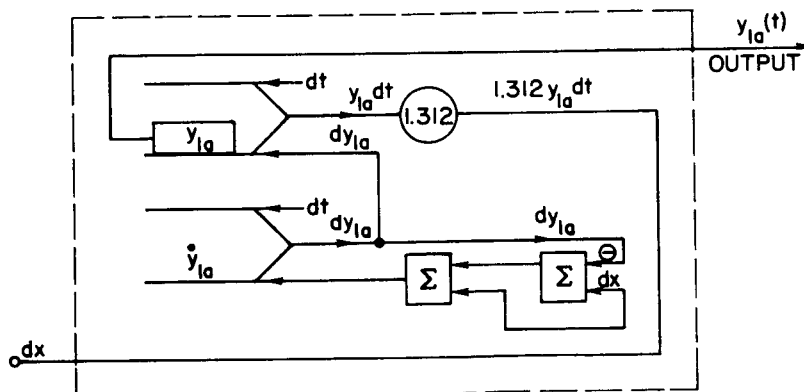 y₁ₐ(t)
OUTPUT
dt
y₁ₐdt
1.312
1.312 y₁ₐdt
y₁ₐ
dy₁ₐ
dt
dy₁ₐ
dy₁ₐ
ẏ₁ₐ
⊖
Σ
Σ
dx
dx